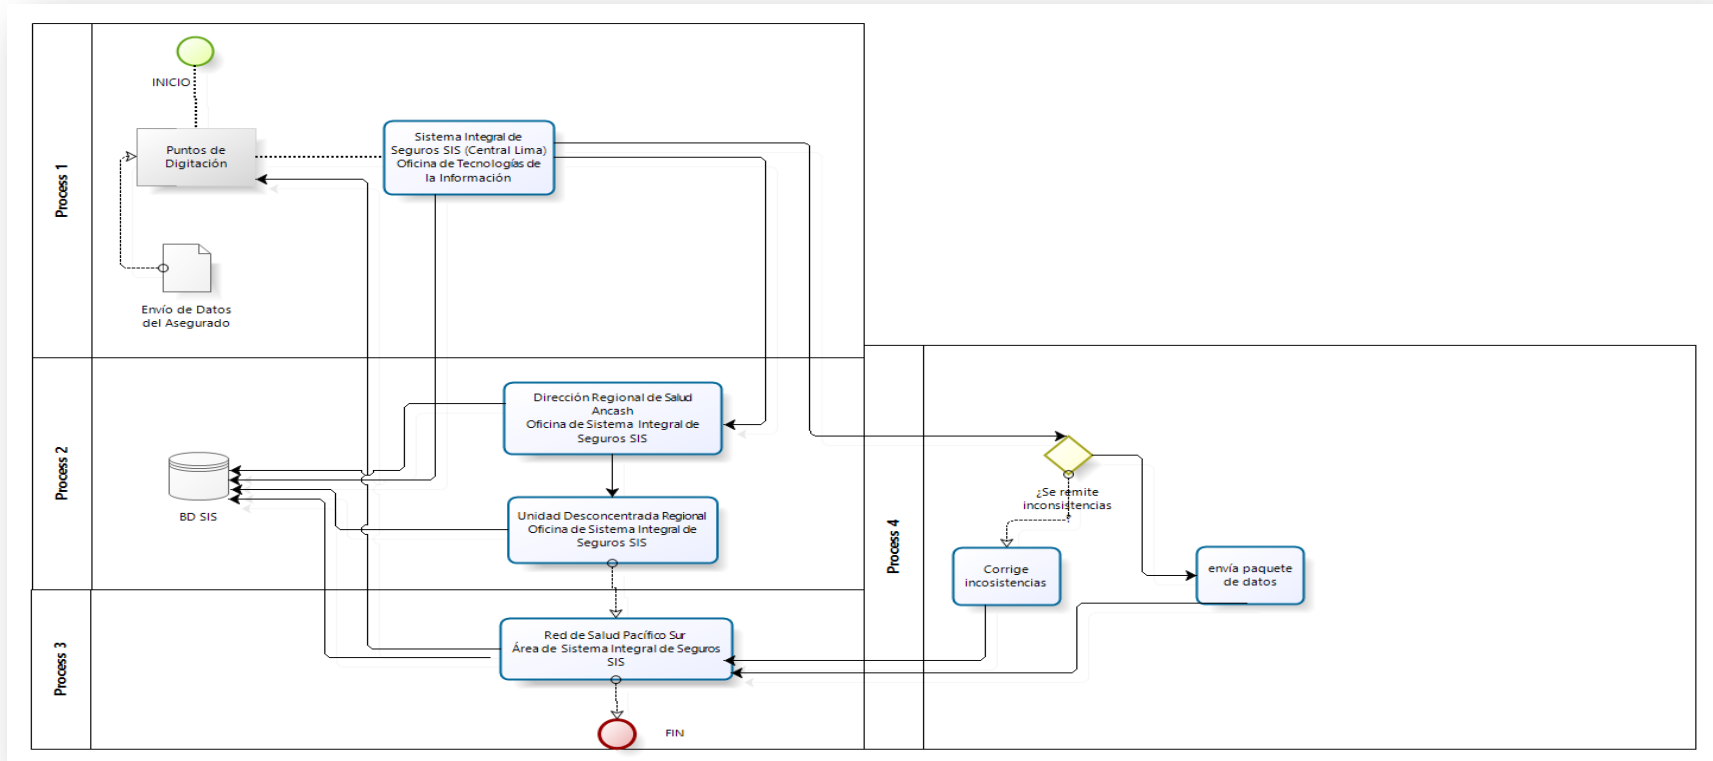 Process 1
INICIO
Puntos de
Digitación
Sistema Integral de
Seguros SIS (Central Lima)
Oficina de Tecnologías de
la Información
Envío de Datos
del Asegurado
Process 2
Dirección Regional de Salud
Ancash
Oficina de Sistema Integral de
Seguros SIS
BD SIS
Unidad Desconcentrada Regional
Oficina de Sistema Integral de
Seguros SIS
Process 3
Red de Salud Pacífico Sur
Área de Sistema Integral de Seguros
SIS
FIN
Process 4
¿Se remite
inconsistencias
Corrige
incosistencias
envía paquete
de datos